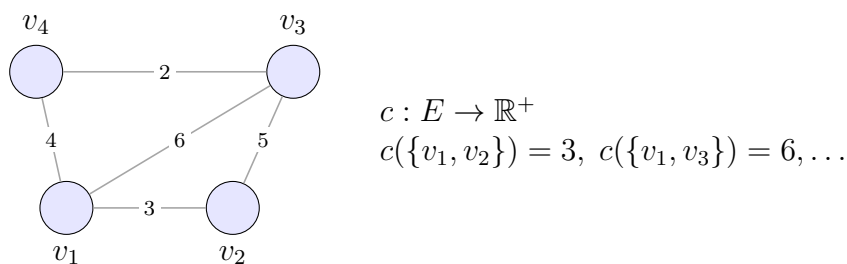 v₄
v₃
2
4
6
5
3
v₁
v₂
c : E → ℝ⁺
c({v₁, v₂}) = 3, c({v₁, v₃}) = 6, …